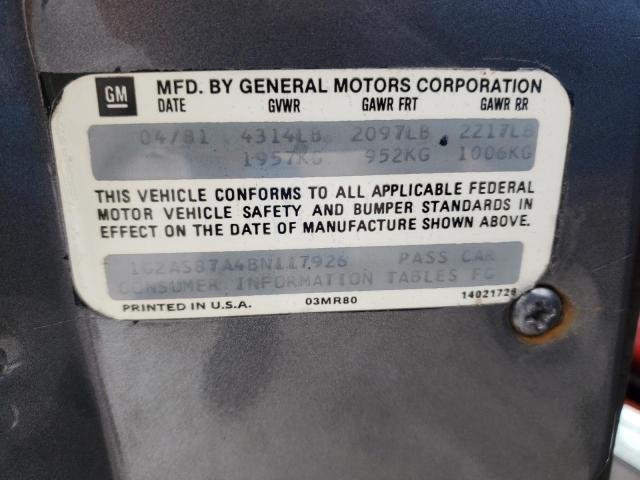 GM MFD. BY GENERAL MOTORS CORPORATION
DATE GVWR GAWR FRT GAWR RR
04/81 4314LB 2097LB 2217LB
1957KG 952KG 1006KG
THIS VEHICLE CONFORMS TO ALL APPLICABLE FEDERAL
MOTOR VEHICLE SAFETY AND BUMPER STANDARDS IN
EFFECT ON THE DATE OF MANUFACTURE SHOWN ABOVE.
1G2AS87A4BN117926 PASS CAR
CONSUMER INFORMATION TABLES FG
PRINTED IN U.S.A. 03MR80 14021726